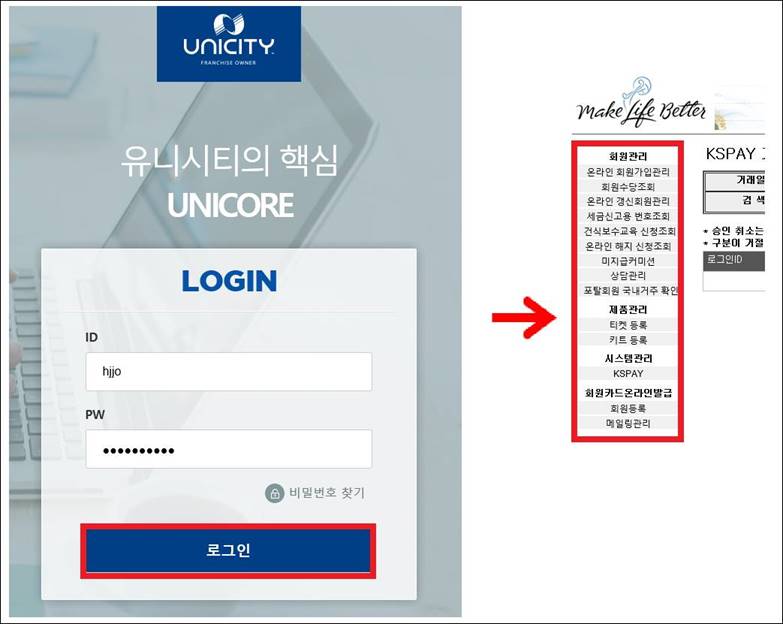 UNICITY
FRANCHISE OWNER
유니시티의 핵심
UNICORE
LOGIN
ID
hjjo
PW
••••••••••
비밀번호 찾기
로그인
Make Life Better
회원관리
온라인 회원가입관리
회원수당조회
온라인 갱신회원관리
세금신고용 번호조회
건식보수교육 신청조회
온라인 해지 신청조회
미지급커미션
상담관리
포탈회원 국내거주 확인
제품관리
티켓 등록
키트 등록
시스템관리
KSPAY
회원카드온라인발급
회원등록
메일링관리
KSPAY
거래일
검 색
* 승인 취소는
* 구분이 거절
로그인ID